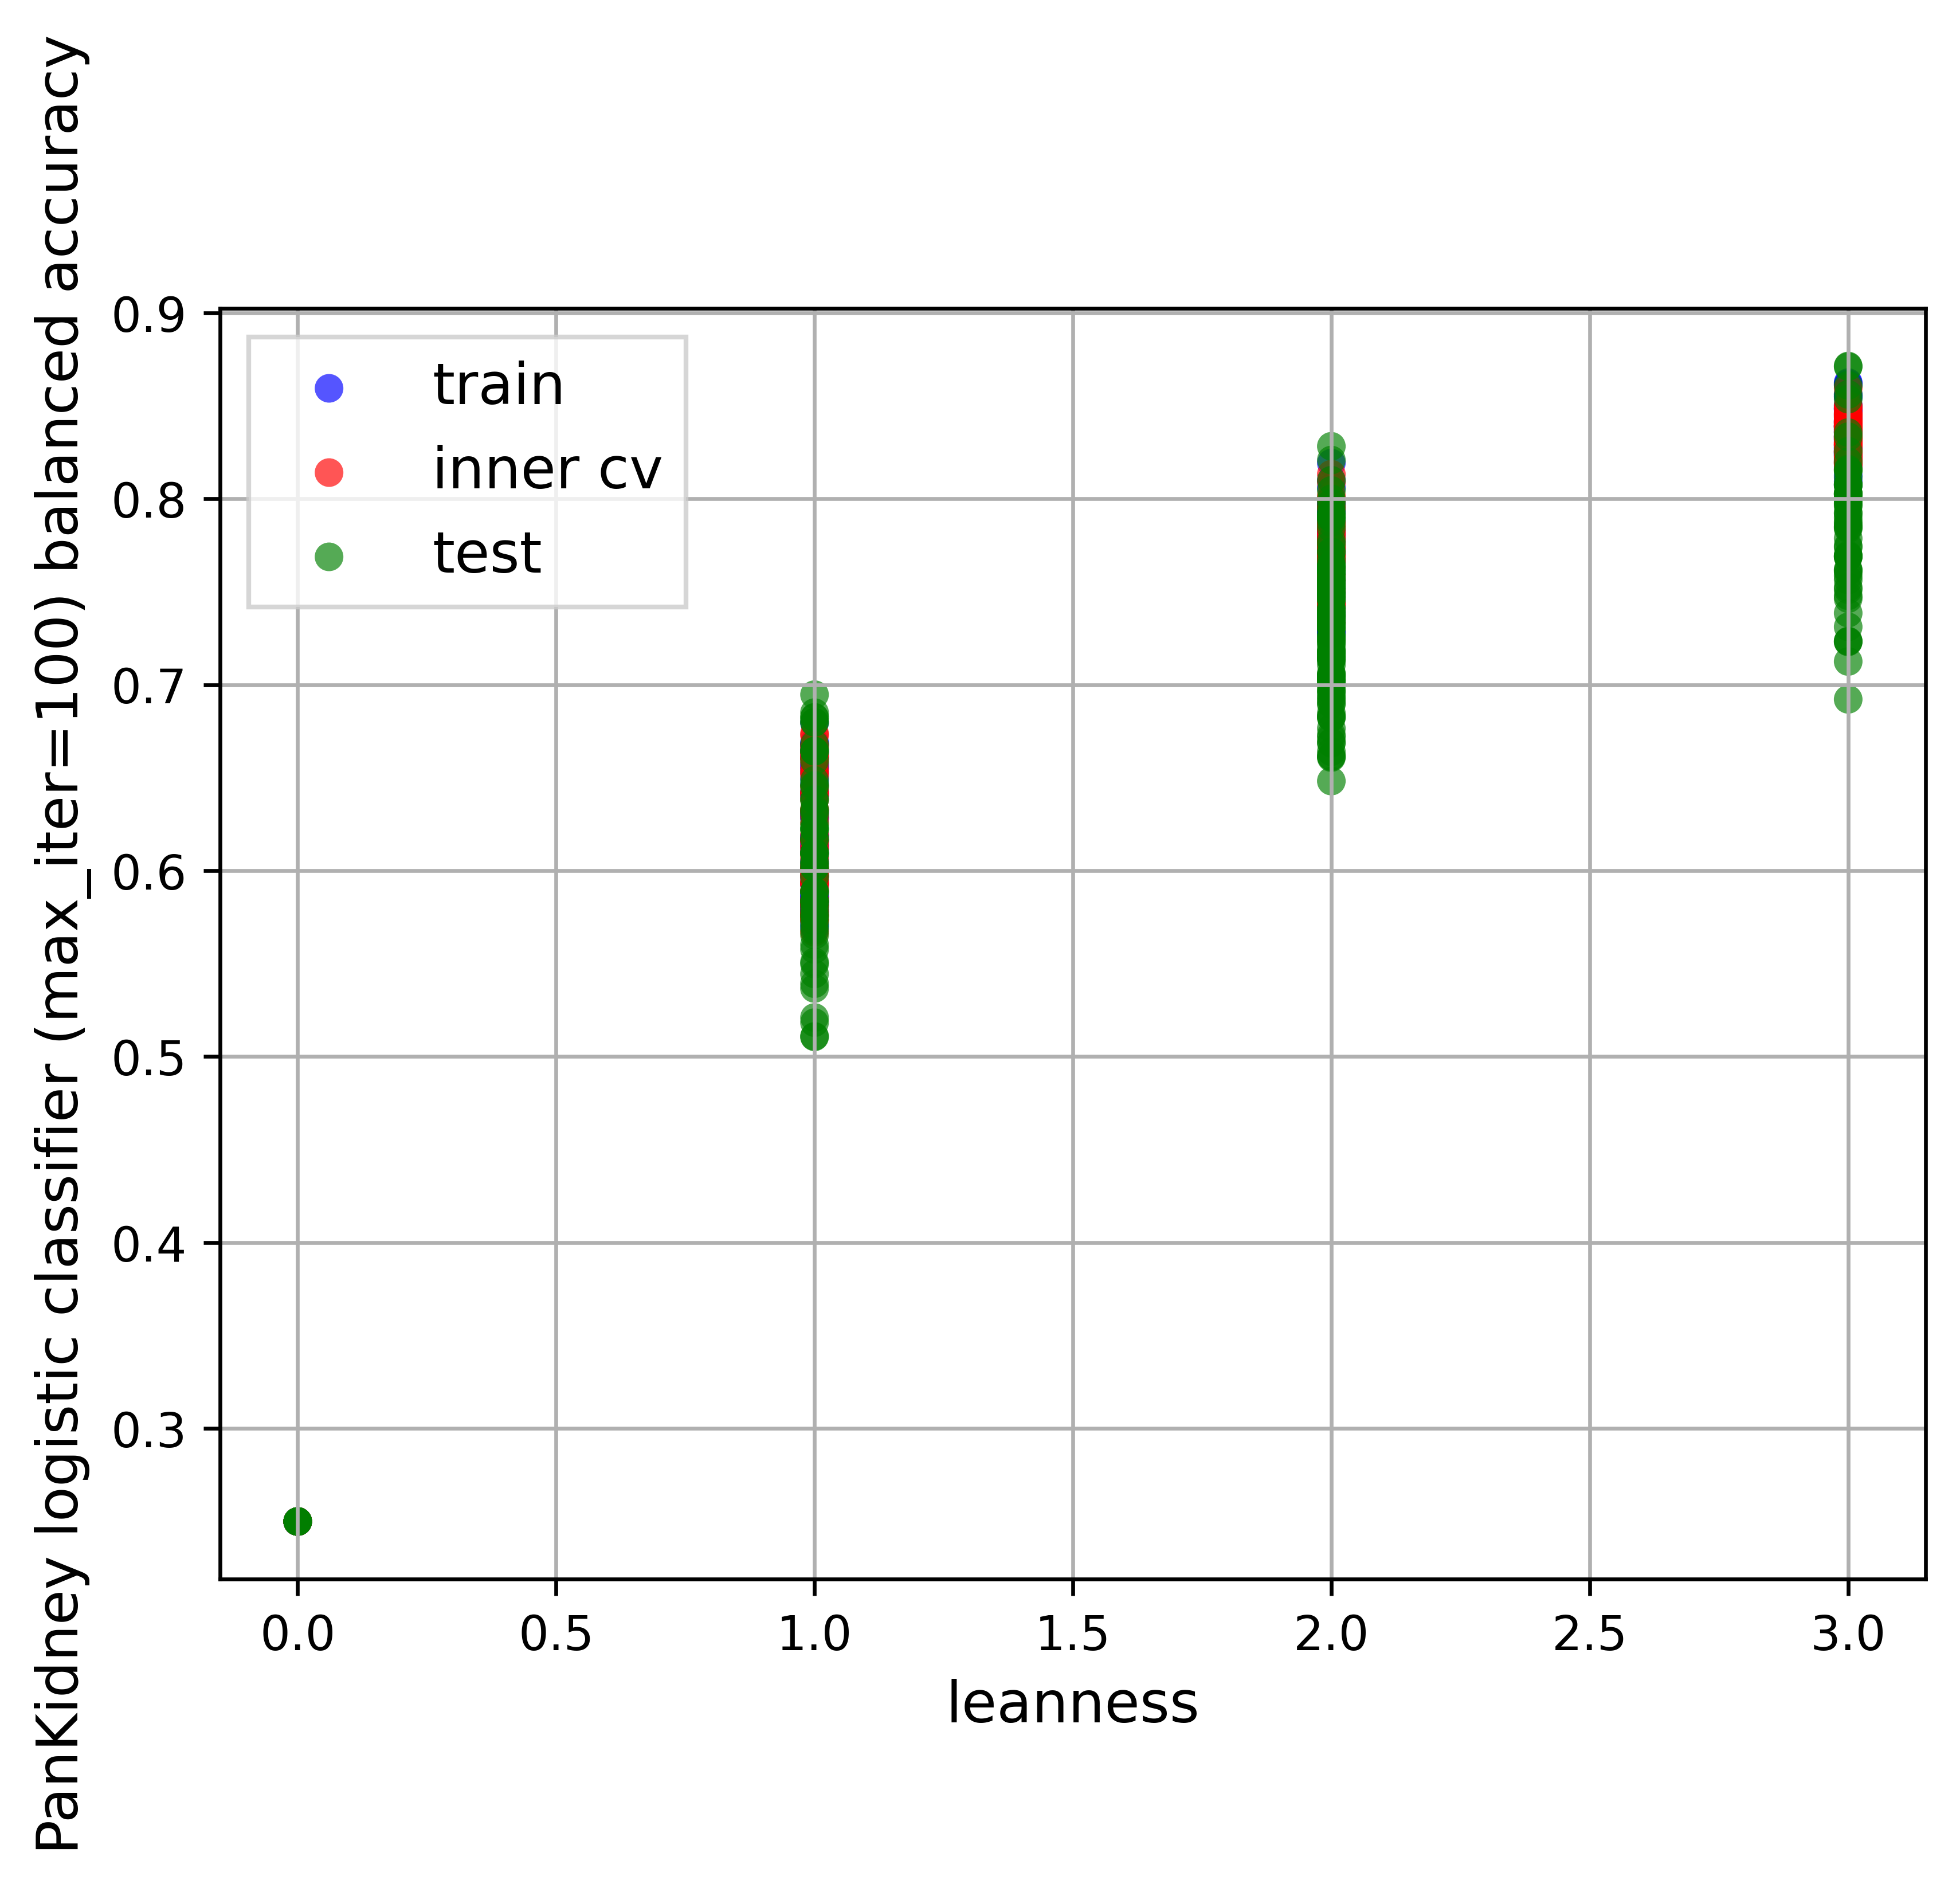 PanKidney logistic classifier (max_iter=100) balanced accuracy
0.9
0.8
0.7
0.6
0.5
0.4
0.3
train
inner cv
test
0.0 0.5 1.0 1.5 2.0 2.5 3.0
leanness